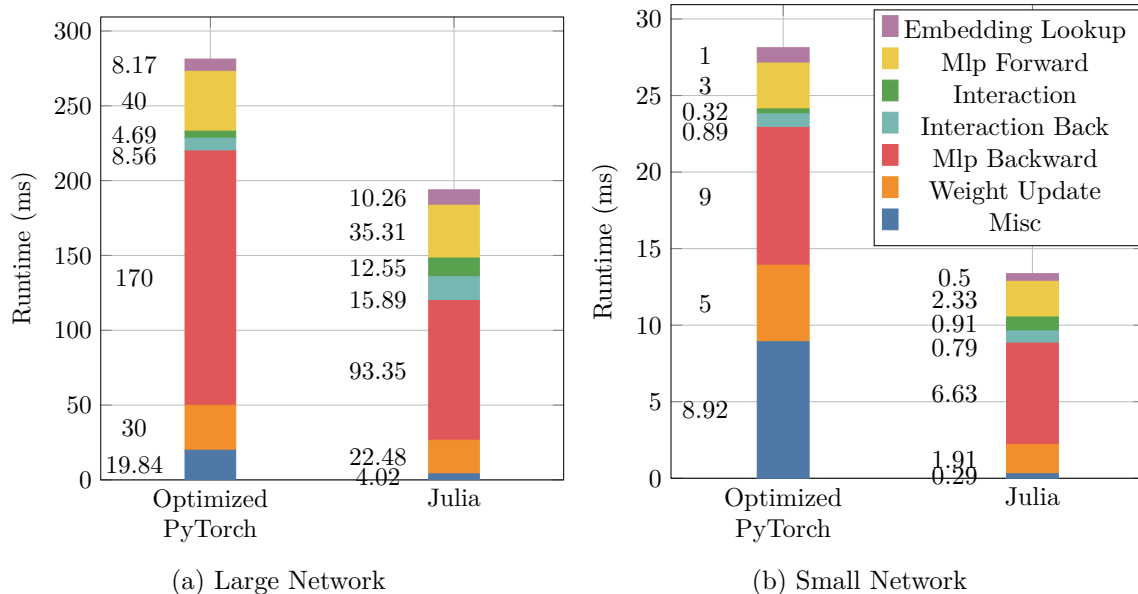 300
250
200
150
100
50
0
Runtime (ms)
8.17
40
4.69
8.56
170
30
19.84
10.26
35.31
12.55
15.89
93.35
22.48
4.02
Optimized
PyTorch
Julia
(a) Large Network
30
25
20
15
10
5
0
Runtime (ms)
1
3
0.32
0.89
9
5
8.92
0.5
2.33
0.91
0.79
6.63
1.91
0.29
Embedding Lookup
Mlp Forward
Interaction
Interaction Back
Mlp Backward
Weight Update
Misc
Optimized
PyTorch
Julia
(b) Small Network